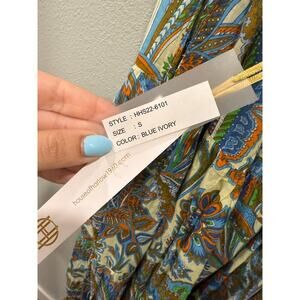 STYLE : HHS22-6101
SIZE : S
COLOR : BLUE IVORY
houseofharlow1960.com